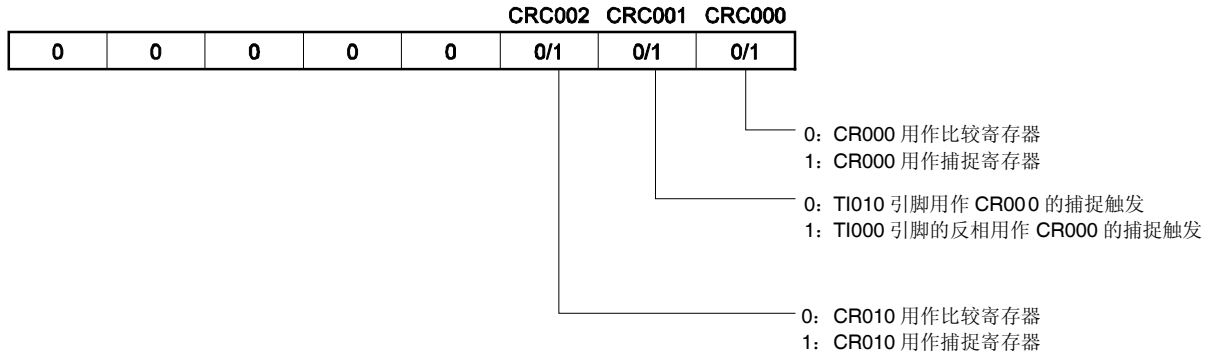 CRC002 CRC001 CRC000
0 0 0 0 0 0/1 0/1 0/1
0：CR000 用作比较寄存器
1：CR000 用作捕捉寄存器
0：TI010 引脚用作 CR000 的捕捉触发
1：TI000 引脚的反相用作 CR000 的捕捉触发
0：CR010 用作比较寄存器
1：CR010 用作捕捉寄存器